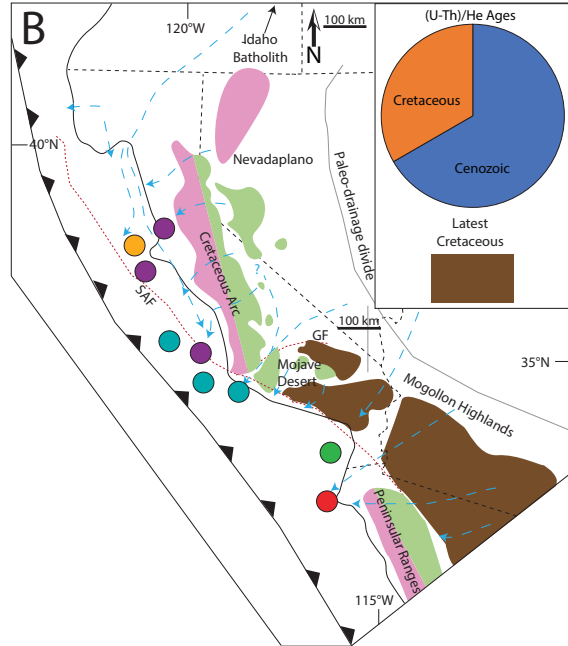 B
120°W
100 km
Idaho
Batholith
N
(U-Th)/He Ages
Cretaceous
Cenozoic
40°N
Nevadaplano
Paleo-drainage divide
Latest
Cretaceous
Cretaceous Arc
?
SAF
100 km
GF
35°N
Mojave
Desert
Mogollon Highlands
Peninsular Ranges
115°W